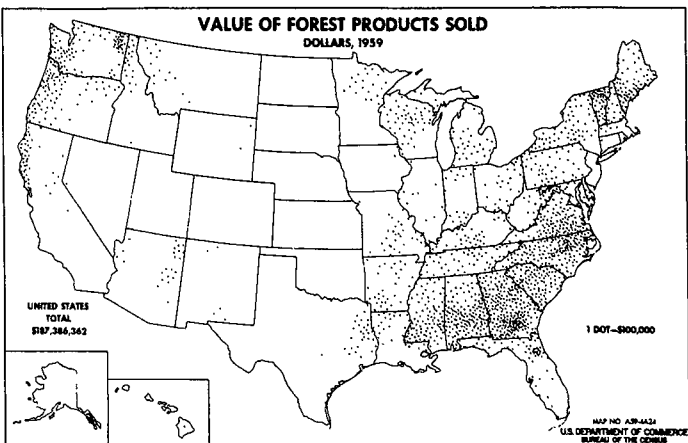 VALUE OF FOREST PRODUCTS SOLD
DOLLARS, 1959
UNITED STATES
TOTAL
$187,386,362
1 DOT—$100,000
MAP NO. A59-4A24
U.S. DEPARTMENT OF COMMERCE
BUREAU OF THE CENSUS